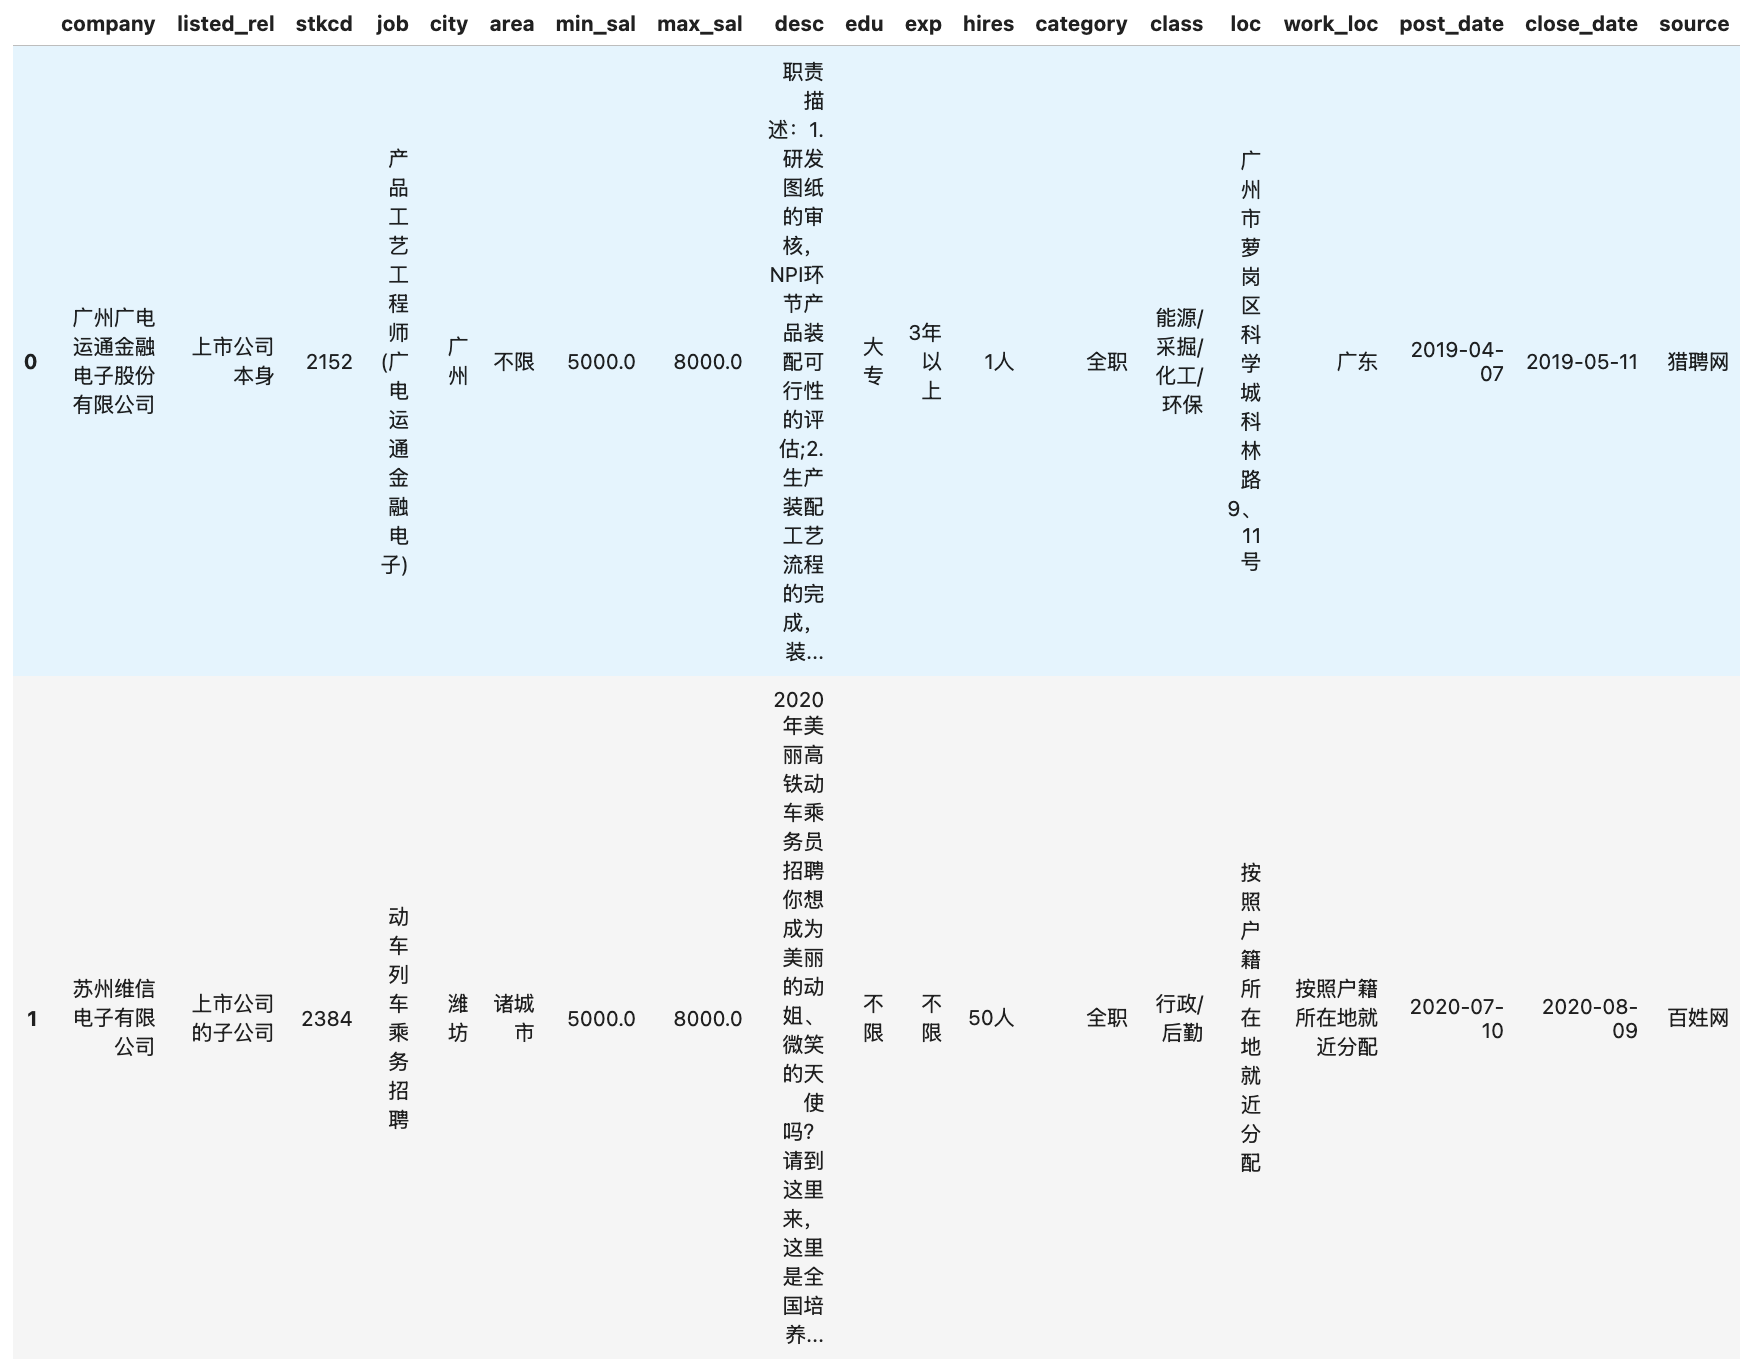 company listed_rel stkcd job city area min_sal max_sal desc edu exp hires category class loc work_loc post_date close_date source
0
广州广电
运通金融
电子股份
有限公司
上市公司
本身
2152
产
品
工
艺
工
程
师
(广
电
运
通
金
融
电
子)
广
州
不限
5000.0
8000.0
职责
描
述：1.
研发
图纸
的审
核，
NPI环
节产
品装
配可
行性
的评
估;2.
生产
装配
工艺
流程
的完
成，
装...
大
专
3年
以
上
1人
全职
能源/
采掘/
化工/
环保
广
州
市
萝
岗
区
科
学
城
科
林
路
9、
11
号
广东
2019-04-
07
2019-05-11
猎聘网
1
苏州维信
电子有限
公司
上市公司
的子公司
2384
动
车
列
车
乘
务
招
聘
潍
坊
诸城
市
5000.0
8000.0
2020
年美
丽高
铁动
车乘
务员
招聘
你想
成为
美丽
的动
姐、
微笑
的天
使
吗？
请到
这里
来，
这里
是全
国培
养...
不
限
不
限
50人
全职
行政/
后勤
按
照
户
籍
所
在
地
就
近
分
配
按照户籍
所在地就
近分配
2020-07-
10
2020-08-
09
百姓网